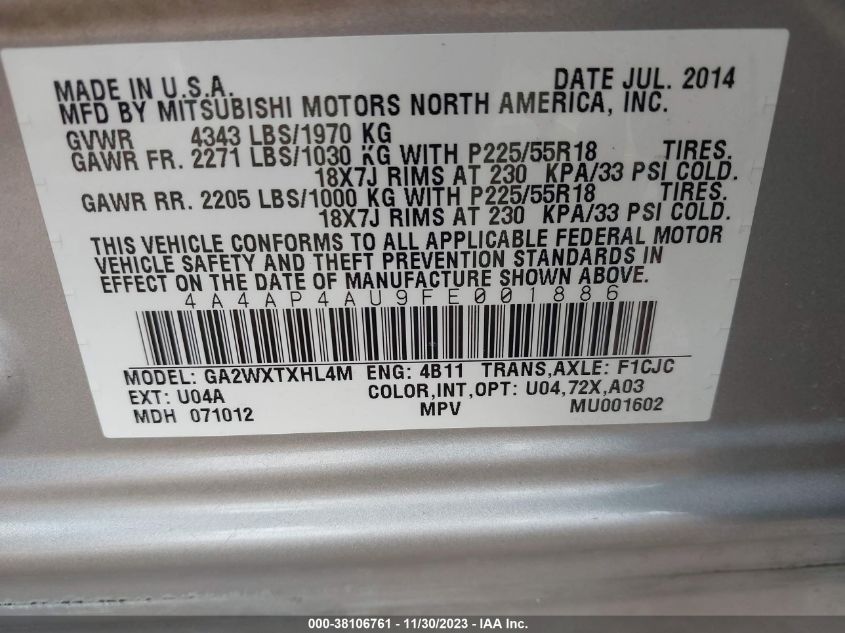 MADE IN U.S.A. DATE JUL. 2014
MFD BY MITSUBISHI MOTORS NORTH AMERICA, INC.
GVWR 4343 LBS/1970 KG
GAWR FR. 2271 LBS/1030 KG WITH P225/55R18 TIRES.
18X7J RIMS AT 230 KPA/33 PSI COLD.
GAWR RR. 2205 LBS/1000 KG WITH P225/55R18 TIRES.
18X7J RIMS AT 230 KPA/33 PSI COLD.
THIS VEHICLE CONFORMS TO ALL APPLICABLE FEDERAL MOTOR
VEHICLE SAFETY AND THEFT PREVENTION STANDARDS IN
EFFECT ON THE DATE OF MANUFACTURE SHOWN ABOVE.
4A4AP4AU9FE001886
MODEL: GA2WXTXHL4M ENG: 4B11 TRANS,AXLE: F1CJC
EXT: U04A COLOR,INT,OPT: U04,72X,A03
MDH 071012 MPV MU001602
000-38106761 - 11/30/2023 - IAA Inc.